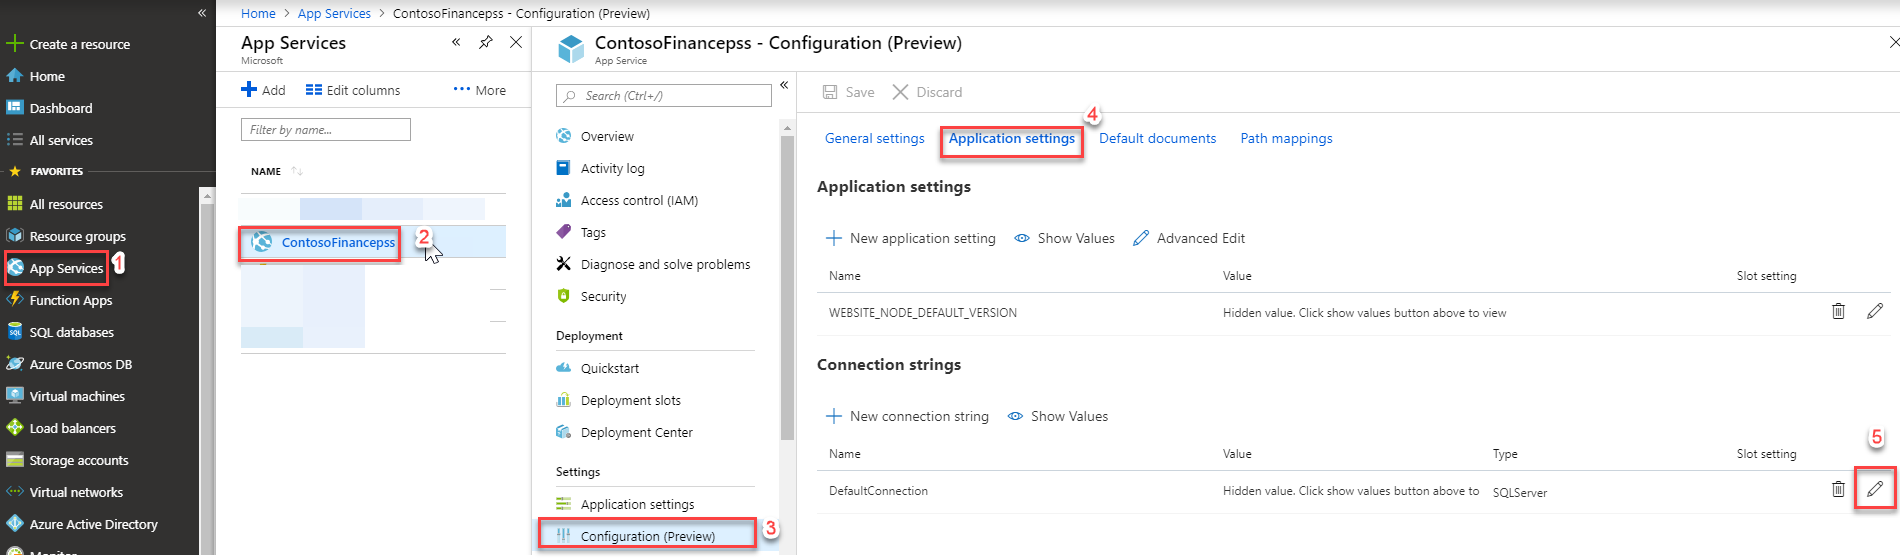 Home > App Services > ContosoFinancepss - Configuration (Preview)
«
Create a resource
Home
Dashboard
All services
FAVORITES
All resources
Resource groups
App Services 1
Function Apps
SQL databases
Azure Cosmos DB
Virtual machines
Load balancers
Storage accounts
Virtual networks
Azure Active Directory
Monitor
App Services «
Microsoft
Add Edit columns ··· More
Filter by name...
NAME
ContosoFinancepss 2
ContosoFinancepss - Configuration (Preview)
App Service
Search (Ctrl+/) «
Overview
Activity log
Access control (IAM)
Tags
Diagnose and solve problems
Security
Deployment
Quickstart
Deployment slots
Deployment Center
Settings
Application settings
Configuration (Preview) 3
Save Discard
4
General settings Application settings Default documents Path mappings
Application settings
New application setting Show Values Advanced Edit
Name Value Slot setting
WEBSITE_NODE_DEFAULT_VERSION Hidden value. Click show values button above to view
Connection strings
New connection string Show Values
5
Name Value Type Slot setting
DefaultConnection Hidden value. Click show values button above to SQLServer